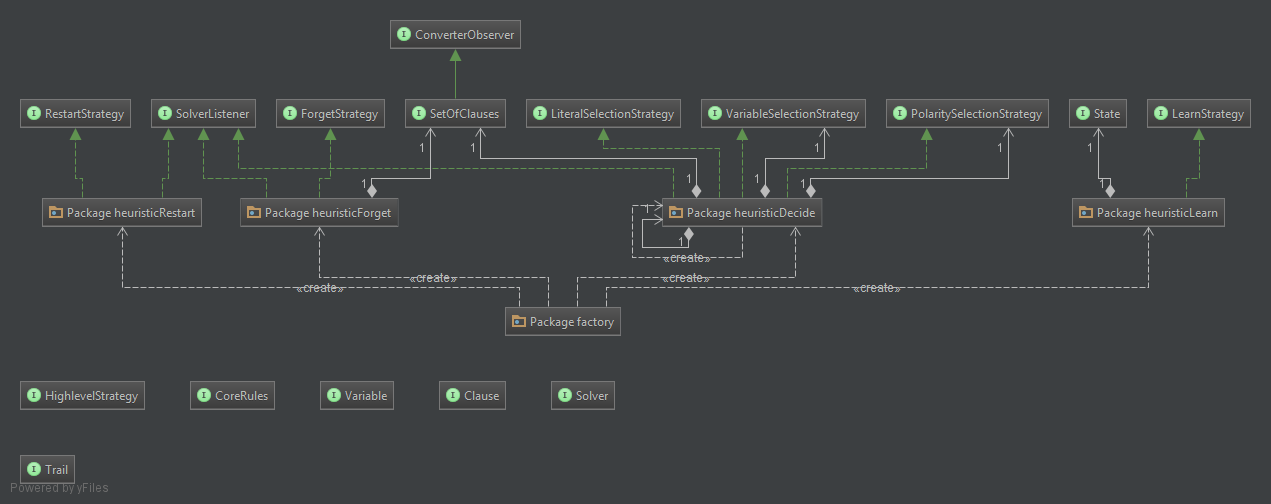 I ConverterObserver
I RestartStrategy
I SolverListener
I ForgetStrategy
I SetOfClauses
I LiteralSelectionStrategy
I VariableSelectionStrategy
I PolaritySelectionStrategy
I State
I LearnStrategy
1 1 1 1 1
1 1 1 1 1
Package heuristicRestart
Package heuristicForget
1 Package heuristicDecide
Package heuristicLearn
1
«create»
«create»
«create»
«create»
«create»
Package factory
I HighlevelStrategy
I CoreRules
I Variable
I Clause
I Solver
I Trail
Powered by yFiles